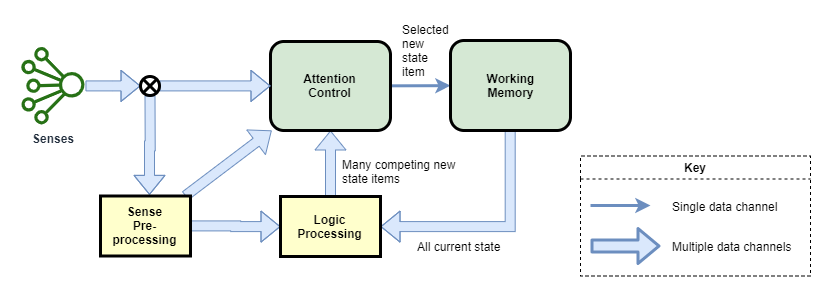 Senses
Attention
Control
Selected
new
state
item
Working
Memory
Many competing new
state items
Sense
Pre-
processing
Logic
Processing
All current state
Key
Single data channel
Multiple data channels